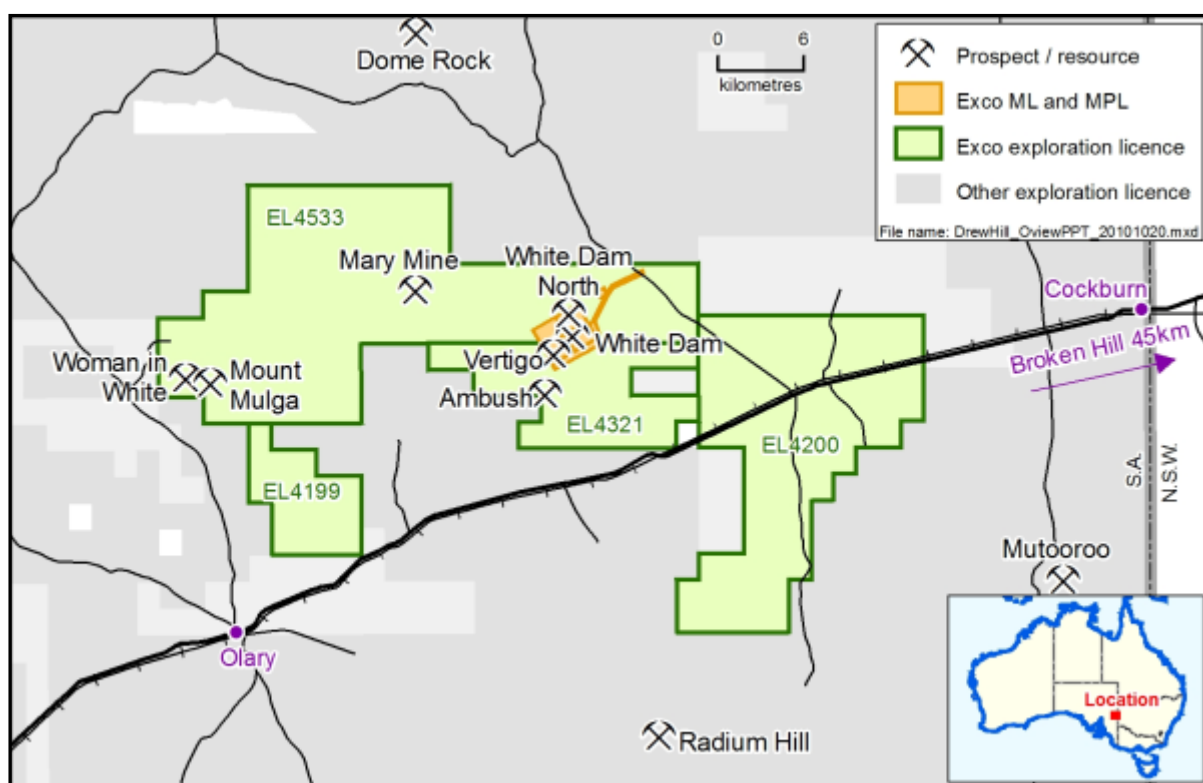 Dome Rock
0 6
kilometres
Prospect / resource
Exco ML and MPL
Exco exploration licence
Other exploration licence
File name: DrewHill_OviewPPT_20101020.mxd
EL4533
Mary Mine
White Dam
North
White Dam
Vertigo
Ambush
Woman in
White
Mount
Mulga
EL4321
EL4200
EL4199
Cockburn
Broken Hill 45km
S.A.
N.S.W.
Mutooroo
Olary
Radium Hill
Location